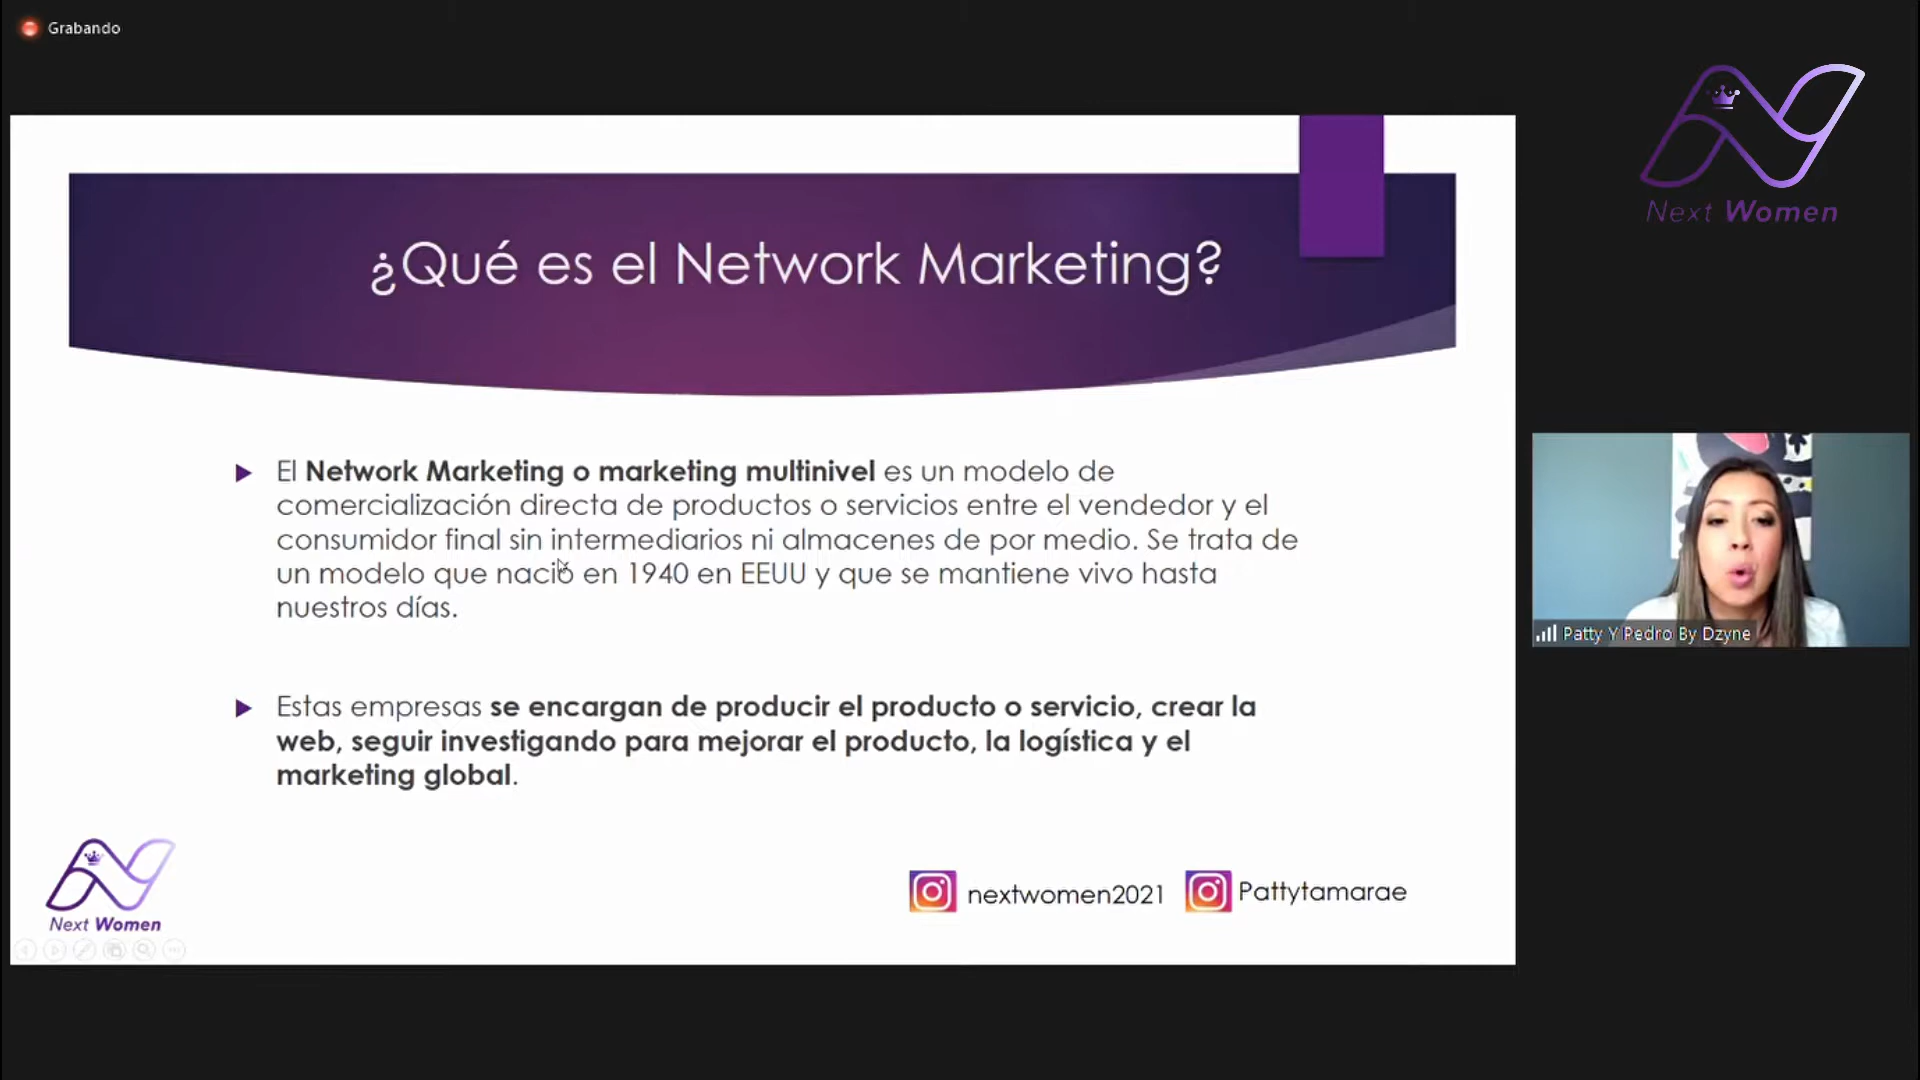 Grabando
Next Women
¿Qué es el Network Marketing?
El Network Marketing o marketing multinivel es un modelo de
comercialización directa de productos o servicios entre el vendedor y el
consumidor final sin intermediarios ni almacenes de por medio. Se trata de
un modelo que nació en 1940 en EEUU y que se mantiene vivo hasta
nuestros días.
Estas empresas se encargan de producir el producto o servicio, crear la
web, seguir investigando para mejorar el producto, la logística y el
marketing global.
Patty Y Pedro By Dzyne
Next Women
nextwomen2021
Pattytamarae